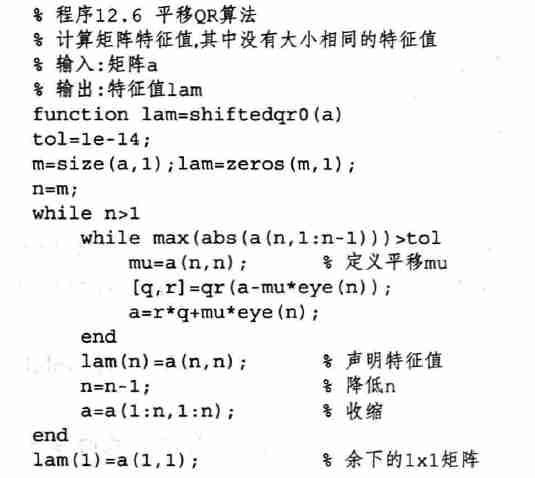 % 程序12.6 平移QR算法
% 计算矩阵特征值,其中没有大小相同的特征值
% 输入:矩阵a
% 输出:特征值lam
function lam=shiftedqr0(a)
tol=1e-14;
m=size(a,1);lam=zeros(m,1);
n=m;
while n>1
    while max(abs(a(n,1:n-1)))>tol
        mu=a(n,n);          % 定义平移mu
        [q,r]=qr(a-mu*eye(n));
        a=r*q+mu*eye(n);
    end
    lam(n)=a(n,n);          % 声明特征值
    n=n-1;                  % 降低n
    a=a(1:n,1:n);           % 收缩
end
lam(1)=a(1,1);              % 余下的1x1矩阵